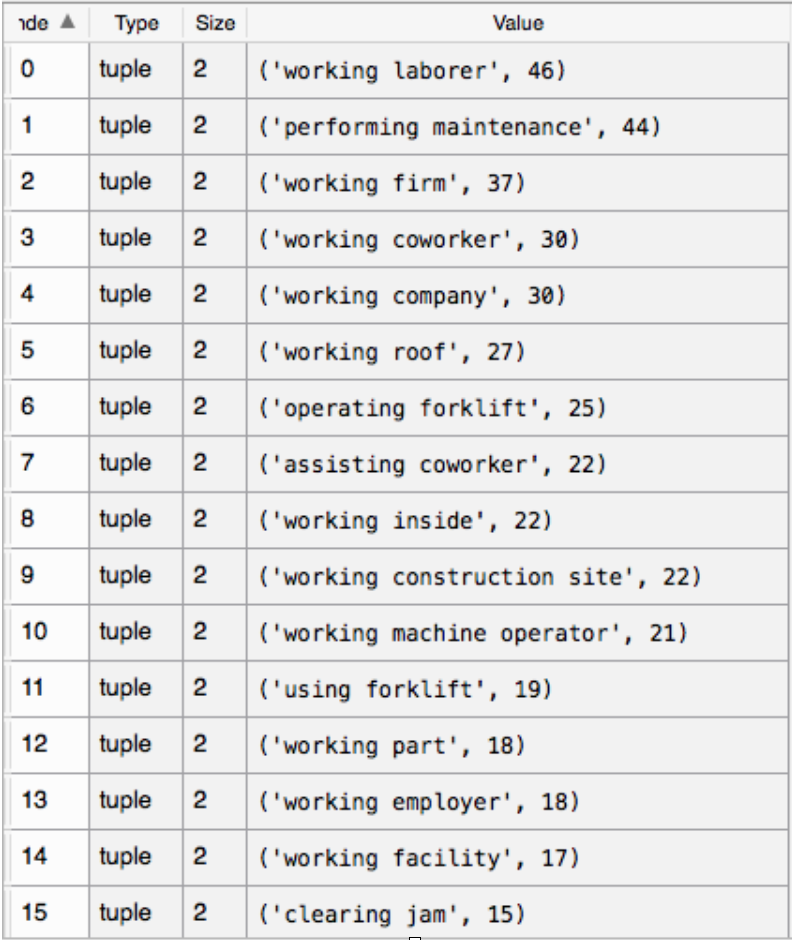 nde ▲ Type Size Value
0 tuple 2 ('working laborer', 46)
1 tuple 2 ('performing maintenance', 44)
2 tuple 2 ('working firm', 37)
3 tuple 2 ('working coworker', 30)
4 tuple 2 ('working company', 30)
5 tuple 2 ('working roof', 27)
6 tuple 2 ('operating forklift', 25)
7 tuple 2 ('assisting coworker', 22)
8 tuple 2 ('working inside', 22)
9 tuple 2 ('working construction site', 22)
10 tuple 2 ('working machine operator', 21)
11 tuple 2 ('using forklift', 19)
12 tuple 2 ('working part', 18)
13 tuple 2 ('working employer', 18)
14 tuple 2 ('working facility', 17)
15 tuple 2 ('clearing jam', 15)